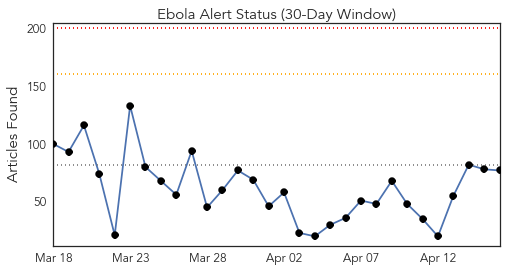 Ebola Alert Status (30-Day Window)
200
150
100
50
Articles Found
Mar 18 Mar 23 Mar 28 Apr 02 Apr 07 Apr 12